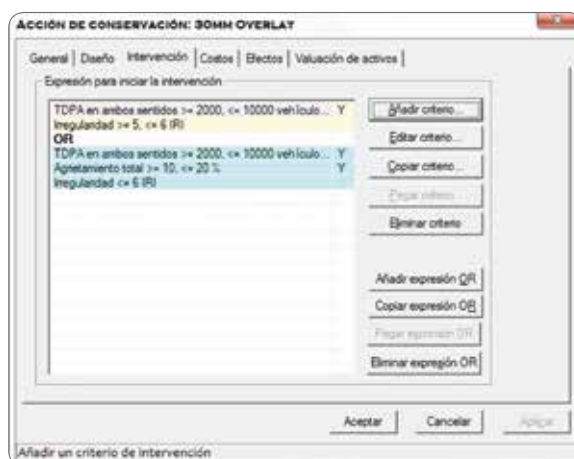 ACCIÓN DE CONSERVACIÓN: 30MM OVERLAY
General | Diseño | Intervención | Costos | Efectos | Valuación de activos |
Expresión para iniciar la intervención
TDPA en ambos sentidos >= 2000, <= 10000 vehículo... Y
Irregularidad >= 5, <= 6 IRI
OR
TDPA en ambos sentidos >= 2000, <= 10000 vehículo... Y
Agrietamiento total >= 10, <= 20 % Y
Irregularidad <= 6 IRI
Añadir criterio...
Editar criterio...
Copiar criterio...
Pegar criterio...
Eliminar criterio
Añadir expresión OR
Copiar expresión OR
Pegar expresión OR
Eliminar expresión OR
Aceptar Cancelar Aplicar
Añadir un criterio de intervención